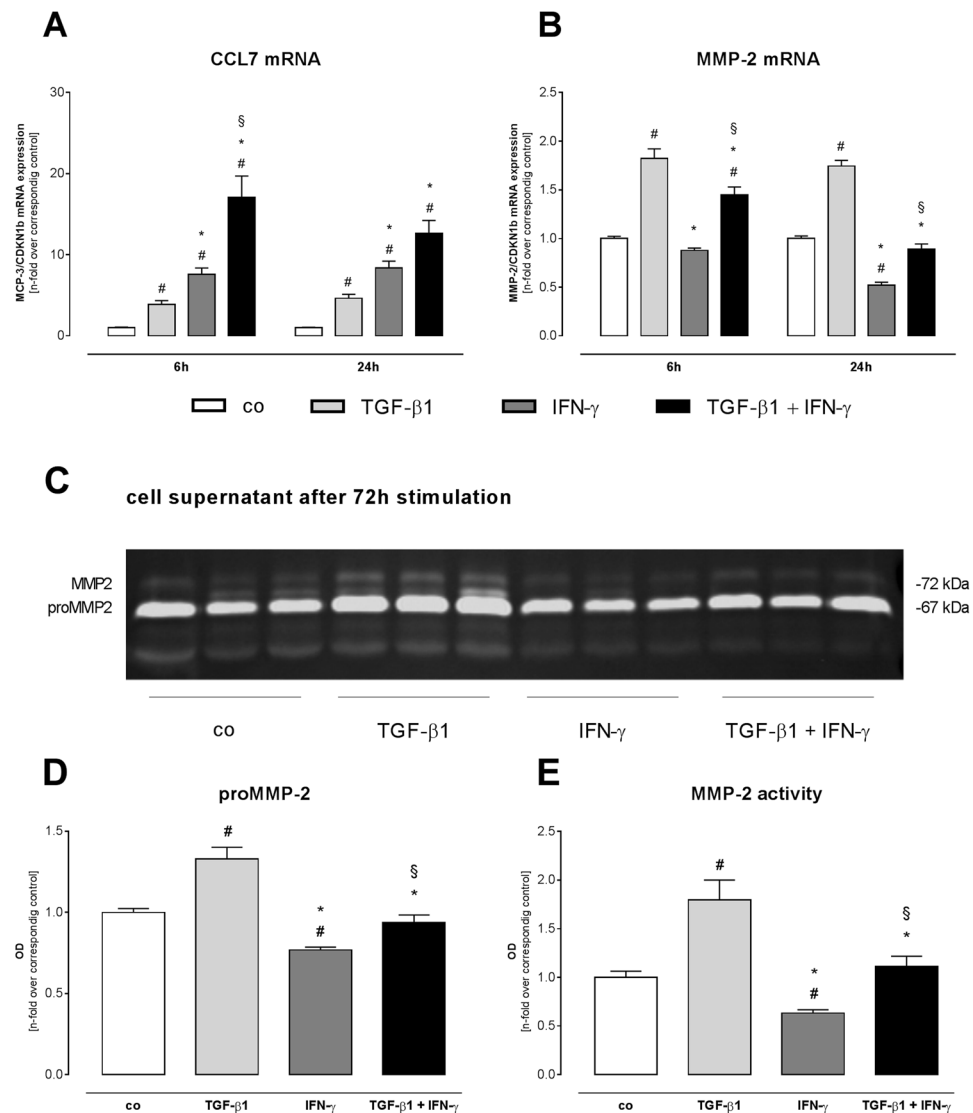 A
CCL7 mRNA
MCP-3/CDKN1b mRNA expression
[n-fold over correspondig control]
30
20
10
0
#
*
#
§
*
#
#
*
#
*
#
6h
24h
B
MMP-2 mRNA
MMP-2/CDKN1b mRNA expression
[n-fold over correspondig control]
2.5
2.0
1.5
1.0
0.5
0.0
#
*
§
*
#
#
*
#
§
*
6h
24h
co
TGF-β1
IFN-γ
TGF-β1 + IFN-γ
C
cell supernatant after 72h stimulation
MMP2
proMMP2
-72 kDa
-67 kDa
co
TGF-β1
IFN-γ
TGF-β1 + IFN-γ
D
proMMP-2
OD
[n-fold over correspondig control]
1.5
1.0
0.5
0.0
#
*
#
§
*
co
TGF-β1
IFN-γ
TGF-β1 + IFN-γ
E
MMP-2 activity
OD
[n-fold over correspondig control]
2.5
2.0
1.5
1.0
0.5
0.0
#
*
#
§
*
co
TGF-β1
IFN-γ
TGF-β1 + IFN-γ